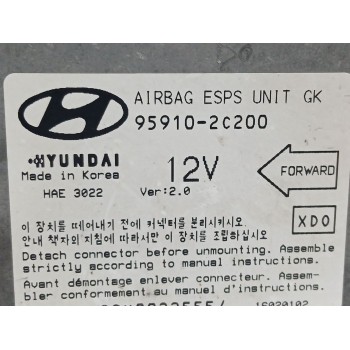 AIRBAG ESPS UNIT GK
95910-2C200
HYUNDAI
Made in Korea
HAE 3022
12V
Ver:2.0
FORWARD
XDO
이 장치를 떼어내기 전에 커넥터를 분리시키시오.
안내 책자의 지침에 따라서만 이 장치를 조립하시오.
Detach connector before unmounting. Assemble
strictly according to manual instructions.
Avant démontage enlever connecteur. Assem-
bler conformement au manuel d'instructions.
16020102